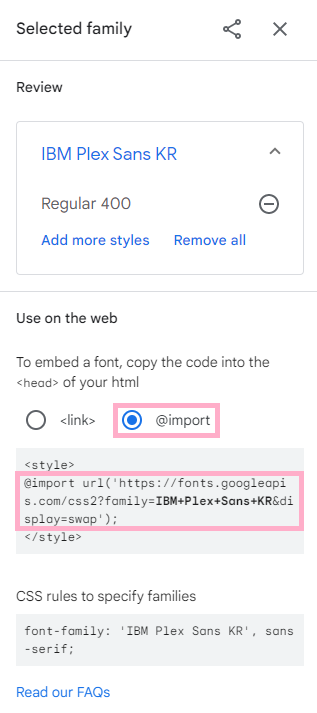 Selected family
Review
IBM Plex Sans KR
Regular 400
Add more styles Remove all
Use on the web
To embed a font, copy the code into the
<head> of your html
<link> @import
<style>
@import url('https://fonts.googleapi
s.com/css2?family=IBM+Plex+Sans+KR&di
splay=swap');
</style>
CSS rules to specify families
font-family: 'IBM Plex Sans KR', sans
-serif;
Read our FAQs